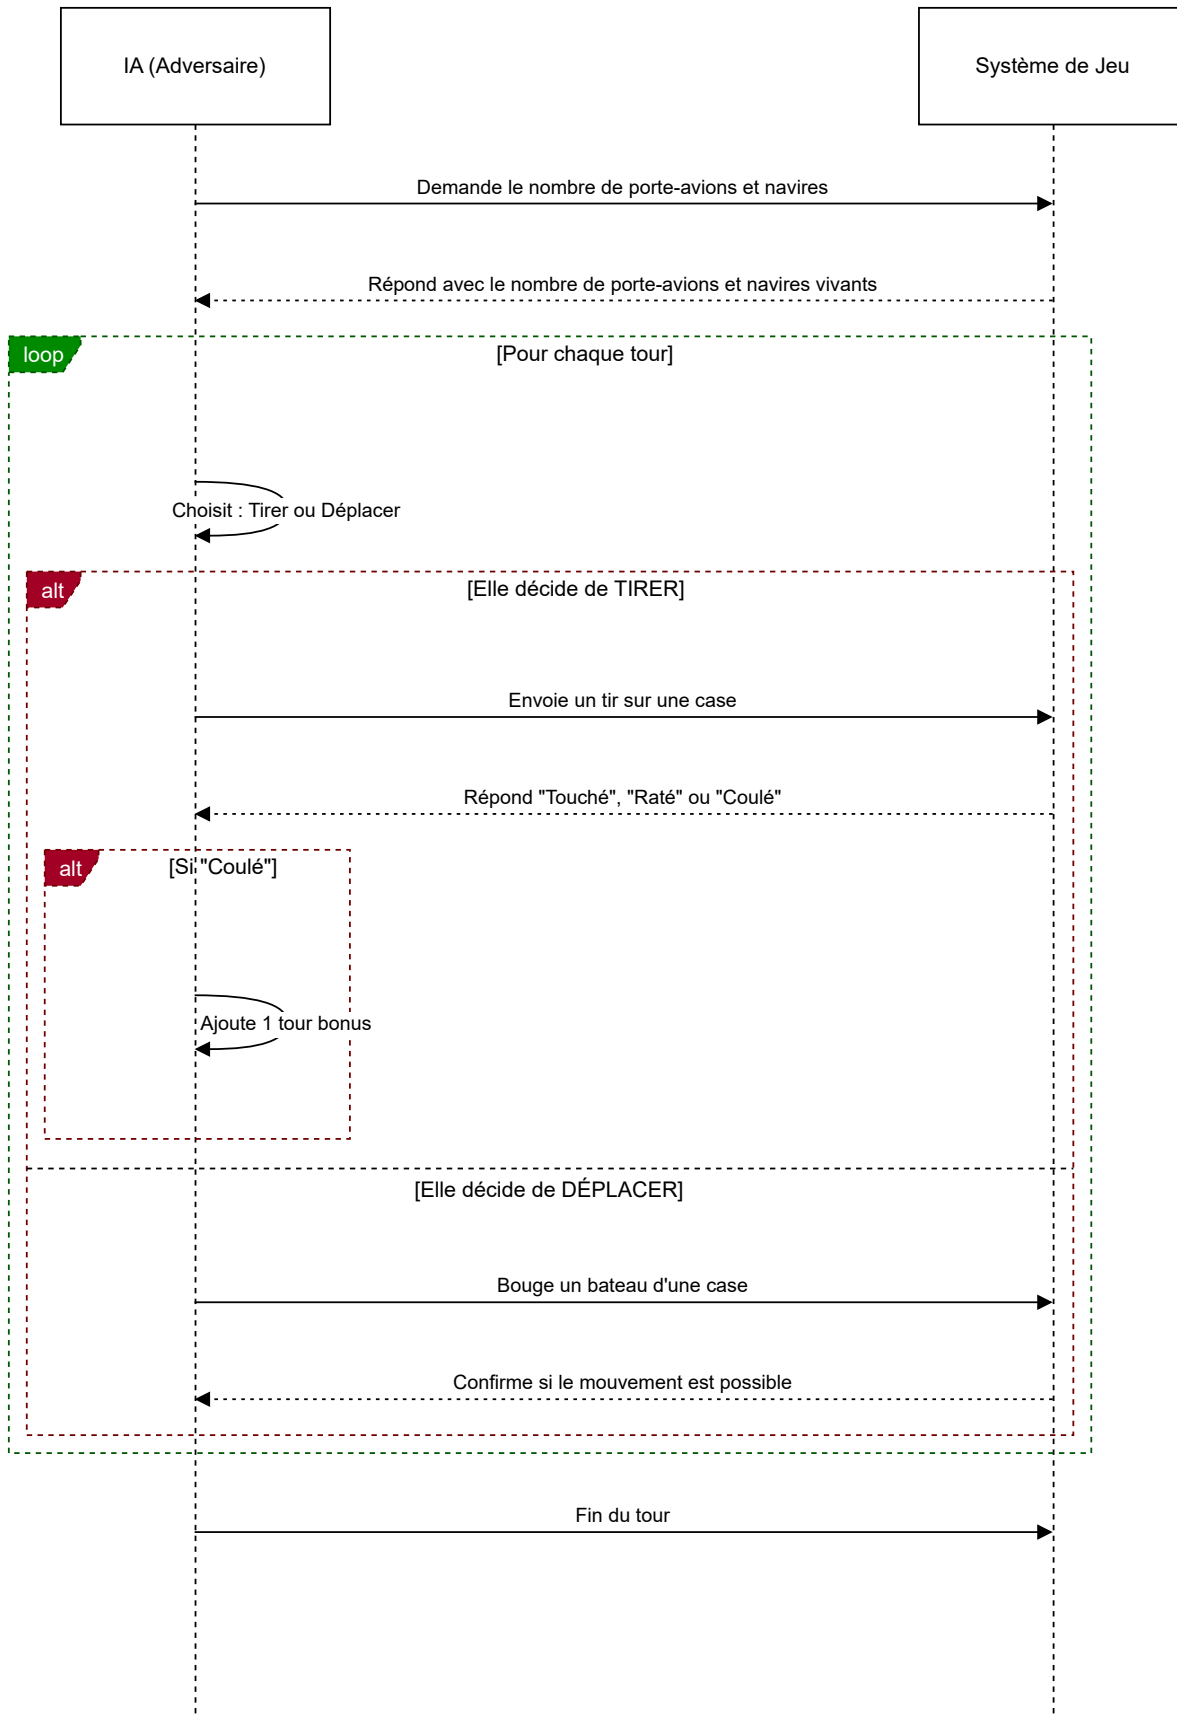 IA (Adversaire)
Système de Jeu
Demande le nombre de porte-avions et navires
Répond avec le nombre de porte-avions et navires vivants
loop
[Pour chaque tour]
Choisit : Tirer ou Déplacer
alt
[Elle décide de TIRER]
Envoie un tir sur une case
Répond "Touché", "Raté" ou "Coulé"
alt
[Si "Coulé"]
Ajoute 1 tour bonus
[Elle décide de DÉPLACER]
Bouge un bateau d'une case
Confirme si le mouvement est possible
Fin du tour